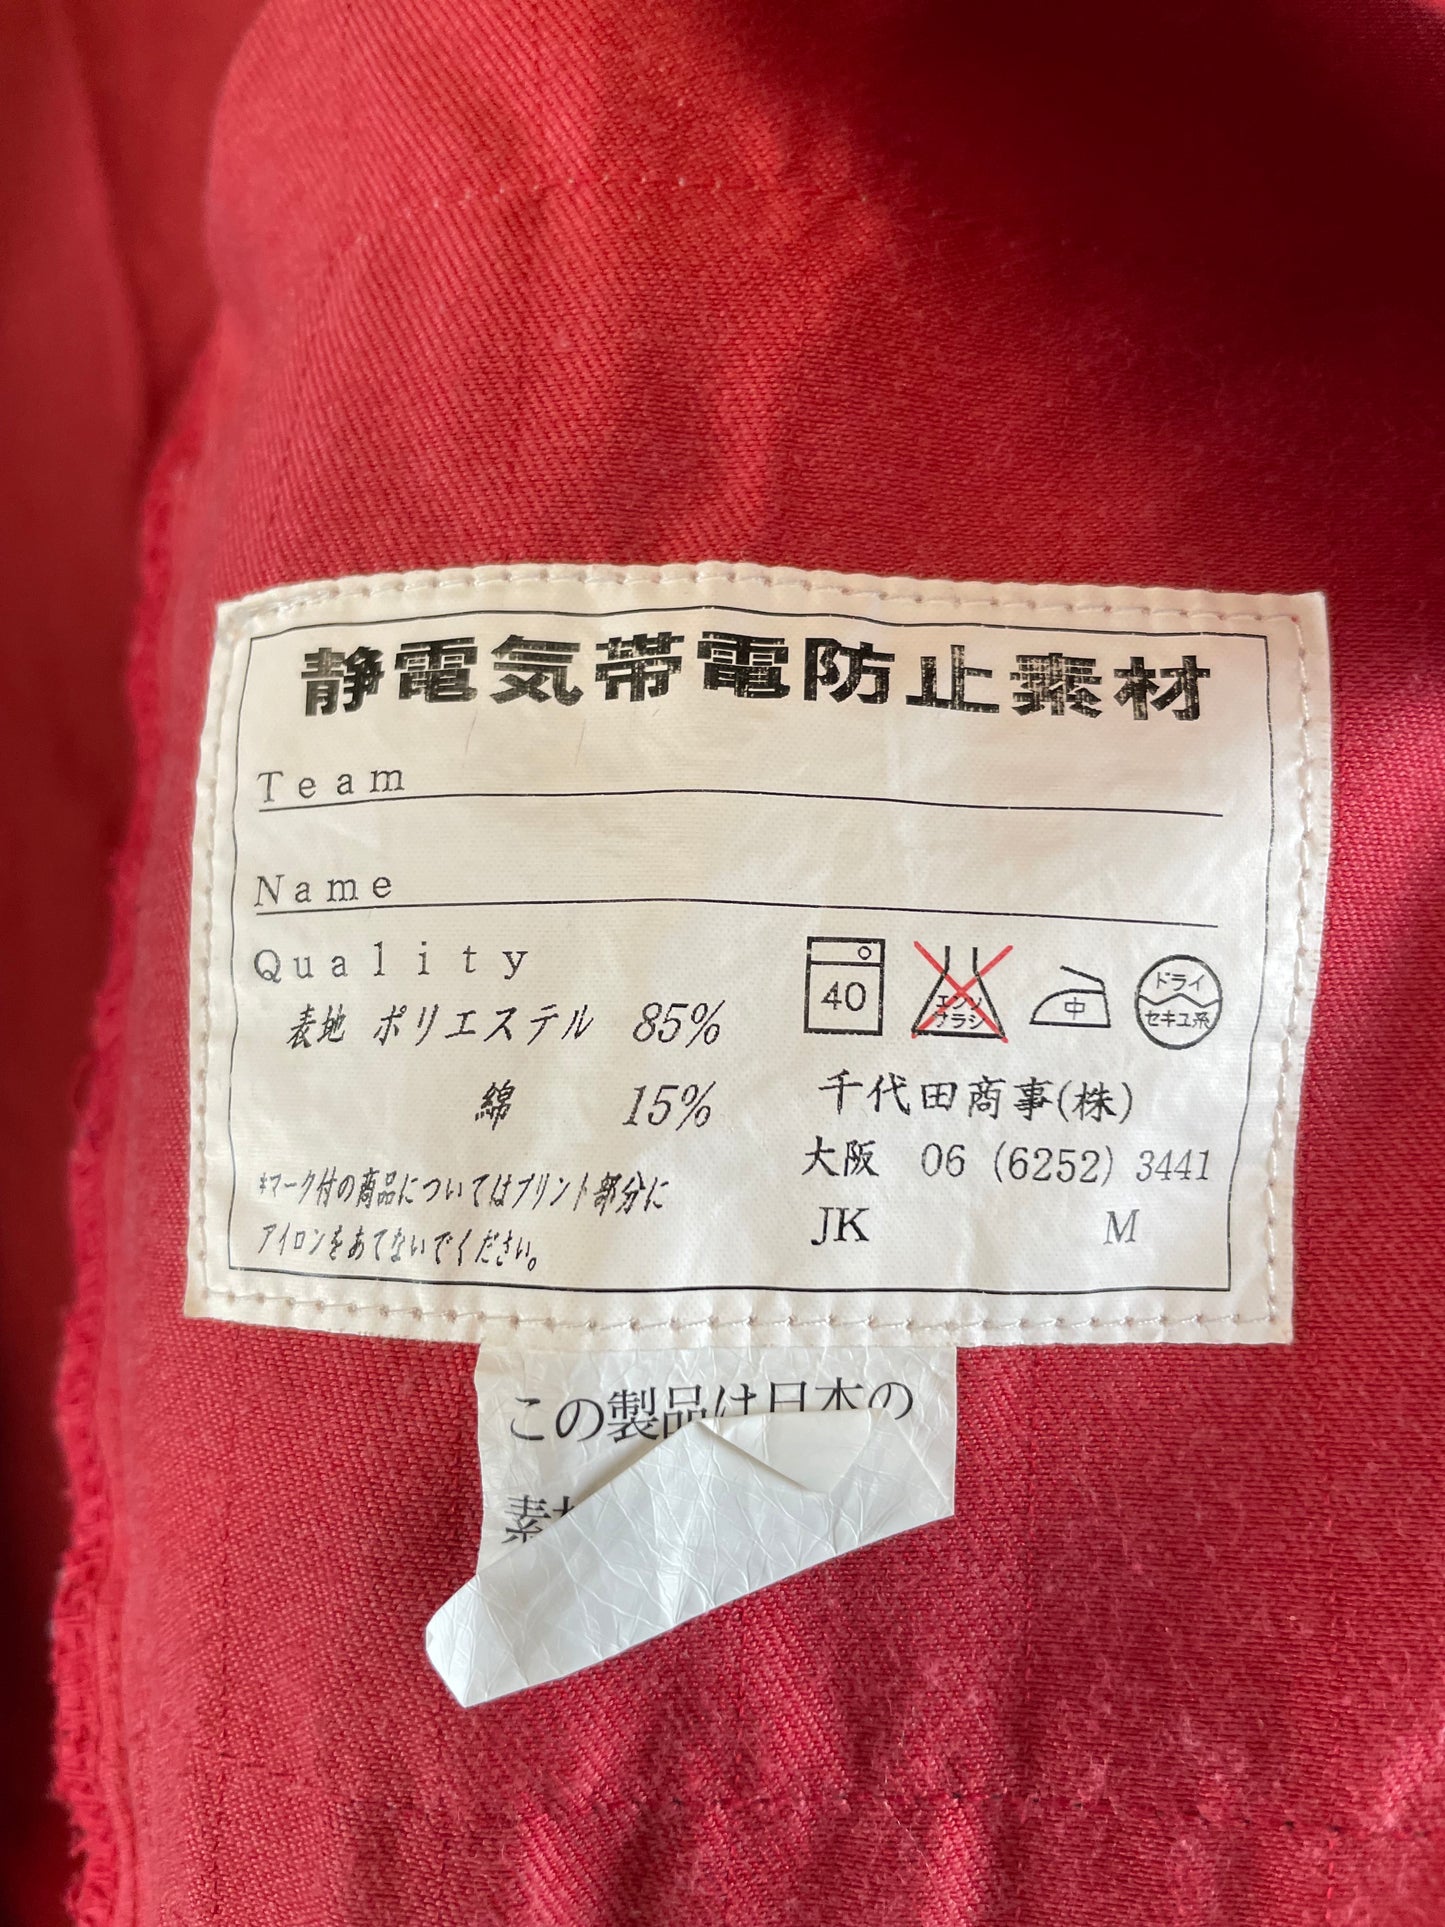 静電気帯電防止素材
Team
Name
Quality
表地 ポリエステル 85%
綿 15%
*マーク付の商品についてはプリント部分に
アイロンをあてないでください。
40
エンソ
サラシ
中
ドライ
セキユ系
千代田商事(株)
大阪 06 (6252) 3441
JK M
この製品は日本の
素材